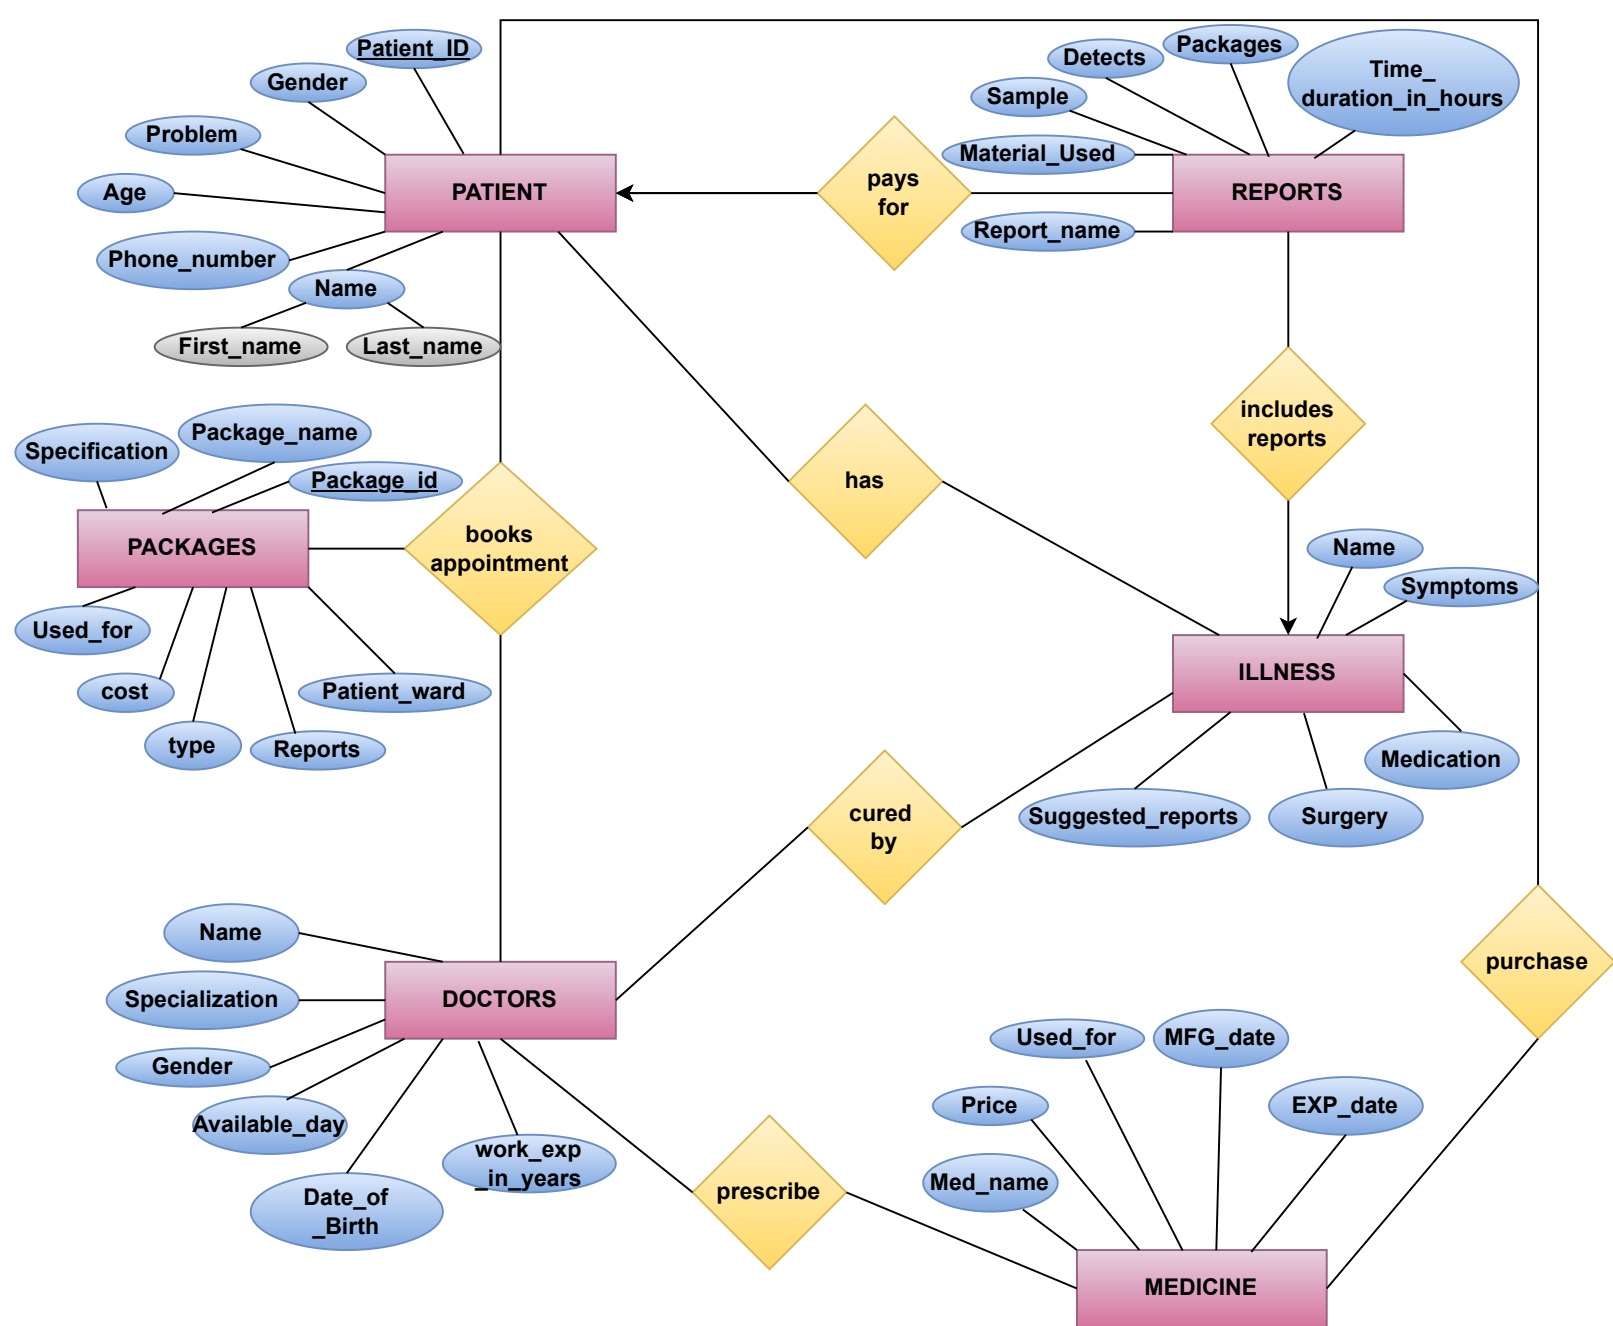 Patient_ID
Gender
Problem
Age
Phone_number
PATIENT
Name
First_name
Last_name
pays
for
Detects
Packages
Time_
duration_in_hours
Sample
Material_Used
REPORTS
Report_name
includes
reports
has
Specification
Package_name
Package_id
PACKAGES
books
appointment
Used_for
cost
type
Reports
Patient_ward
Name
Symptoms
ILLNESS
Medication
Suggested_reports
Surgery
cured
by
Name
Specialization
DOCTORS
Gender
Available_day
Date_of
_Birth
work_exp
_in_years
prescribe
purchase
Used_for
MFG_date
Price
EXP_date
Med_name
MEDICINE